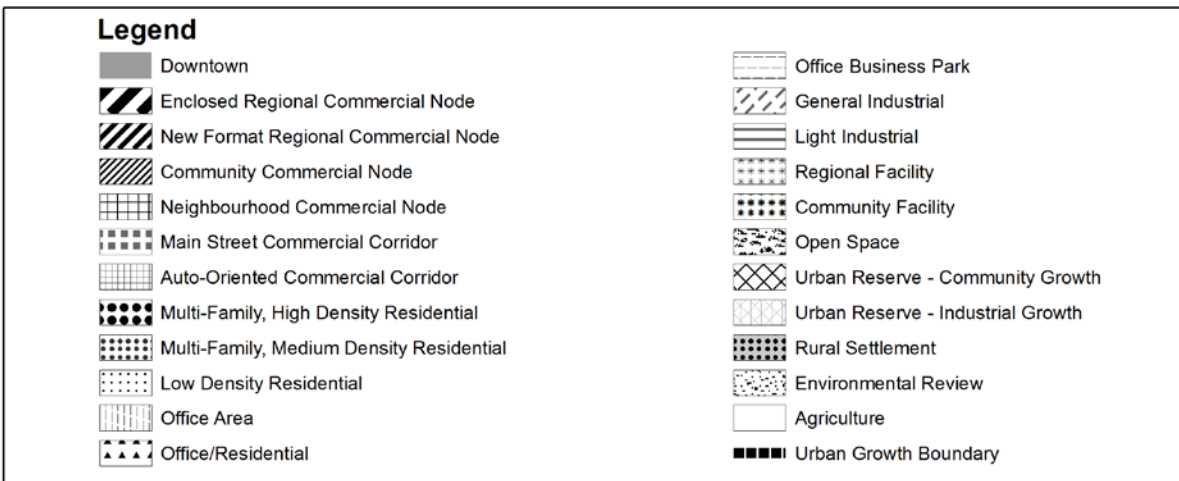 Legend
Downtown
Enclosed Regional Commercial Node
New Format Regional Commercial Node
Community Commercial Node
Neighbourhood Commercial Node
Main Street Commercial Corridor
Auto-Oriented Commercial Corridor
Multi-Family, High Density Residential
Multi-Family, Medium Density Residential
Low Density Residential
Office Area
Office/Residential
Office Business Park
General Industrial
Light Industrial
Regional Facility
Community Facility
Open Space
Urban Reserve - Community Growth
Urban Reserve - Industrial Growth
Rural Settlement
Environmental Review
Agriculture
Urban Growth Boundary